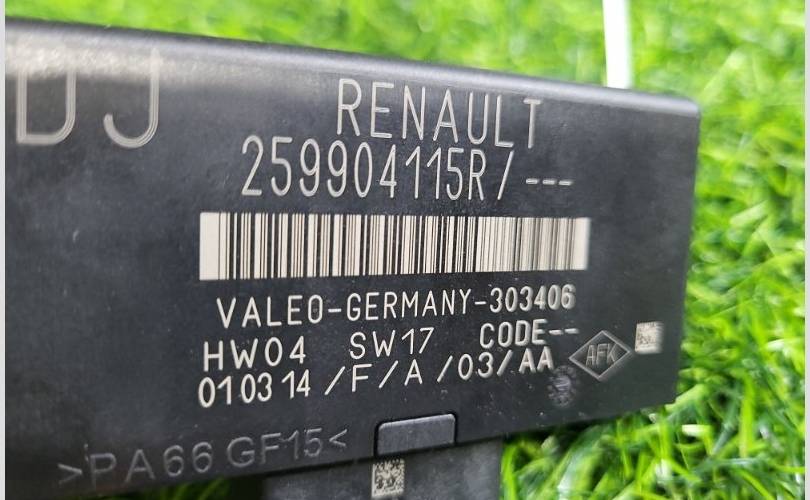 DJ
RENAULT
259904115R/---
VALEO-GERMANY-303406
HW04 SW17 CODE--
010314/F/A/03/AA AFK
>PA66 GF15<